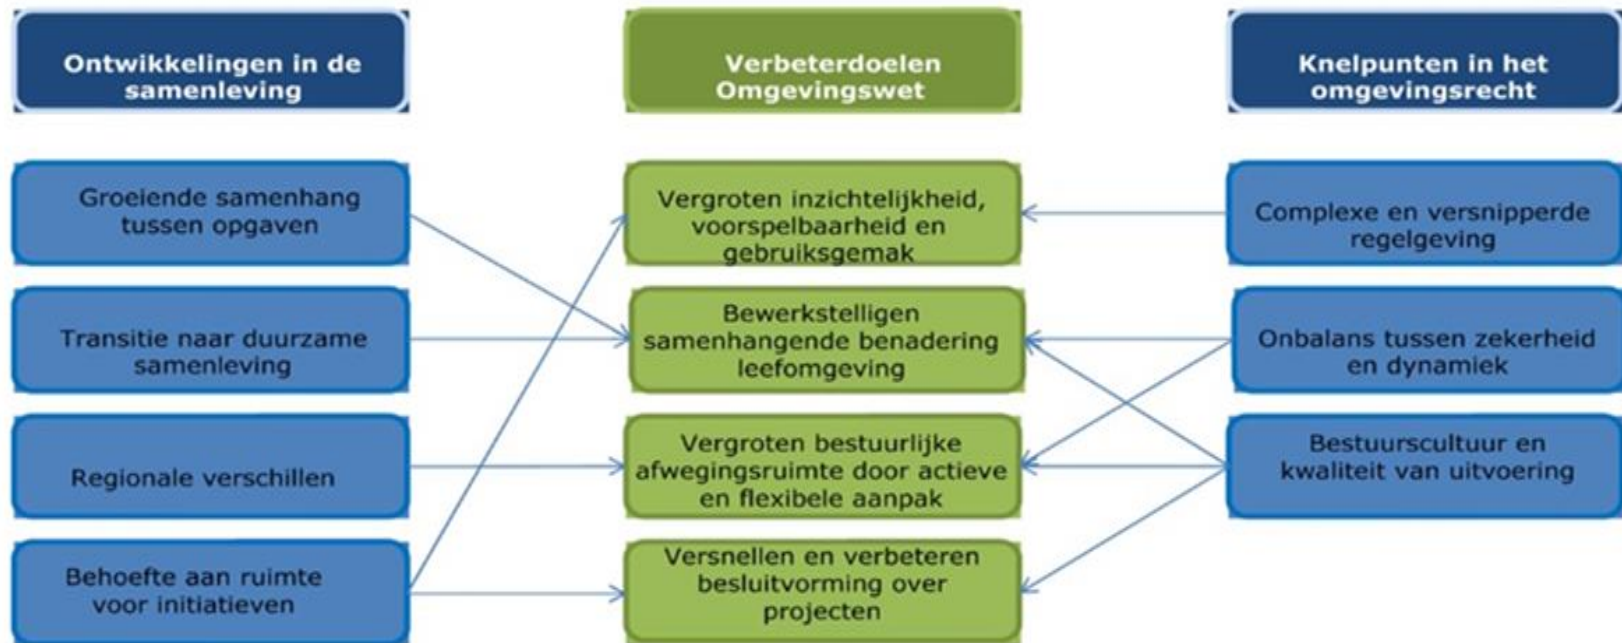 Ontwikkelingen in de
samenleving
Verbeterdoelen
Omgevingswet
Knelpunten in het
omgevingsrecht
Groeiende samenhang
tussen opgaven
Vergroten inzichtelijkheid,
voorspelbaarheid en
gebruiksgemak
Complexe en versnipperde
regelgeving
Transitie naar duurzame
samenleving
Bewerkstelligen
samenhangende benadering
leefomgeving
Onbalans tussen zekerheid
en dynamiek
Regionale verschillen
Vergroten bestuurlijke
afwegingsruimte door actieve
en flexibele aanpak
Bestuurscultuur en
kwaliteit van uitvoering
Behoefte aan ruimte
voor initiatieven
Versnellen en verbeteren
besluitvorming over
projecten